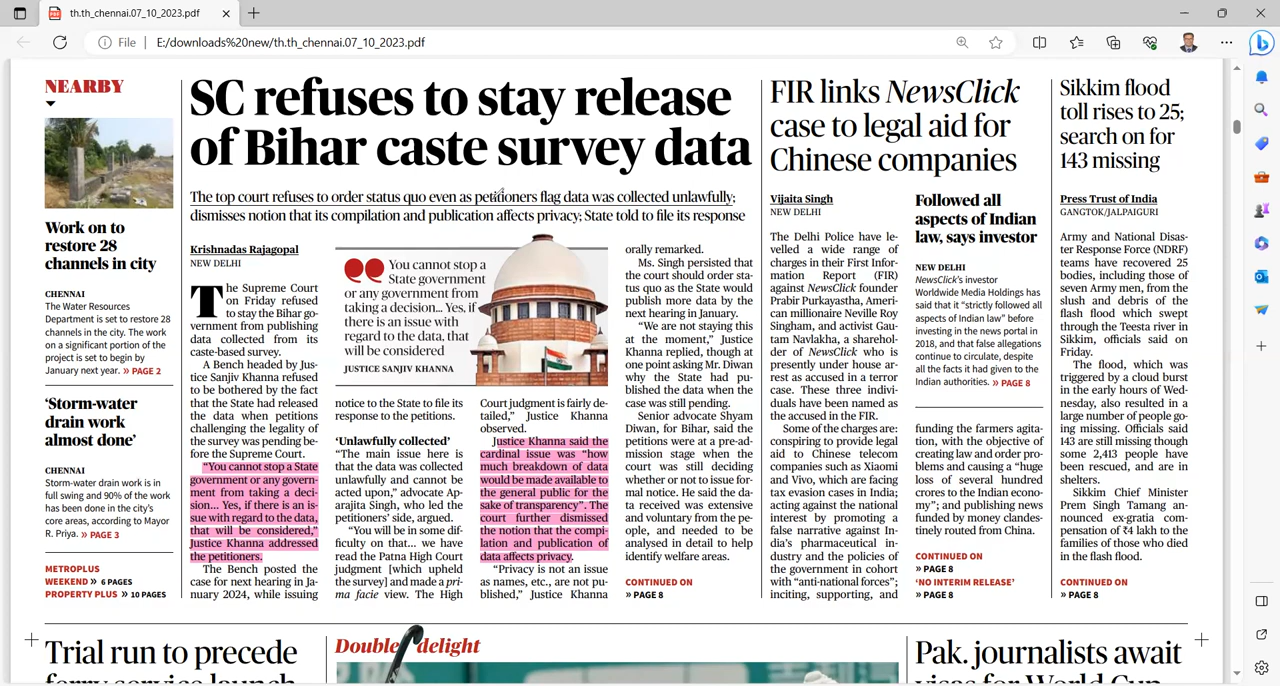 th.th_chennai.07_10_2023.pdf
File
E:/downloads%20new/th.th_chennai.07_10_2023.pdf
NEARBY
Work on to
restore 28
channels in city
CHENNAI
The Water Resources
Department is set to restore 28
channels in the city. The work
on a significant portion of the
project is set to begin by
January next year. » PAGE 2
‘Storm-water
drain work
almost done’
CHENNAI
Storm-water drain work is in
full swing and 90% of the work
has been done in the city's
core areas, according to Mayor
R. Priya. » PAGE 3
METROPLUS
WEEKEND » 6 PAGES
PROPERTY PLUS » 10 PAGES
SC refuses to stay release
of Bihar caste survey data
The top court refuses to order status quo even as petitioners flag data was collected unlawfully;
dismisses notion that its compilation and publication affects privacy; State told to file its response
Krishnadas Rajagopal
NEW DELHI
The Supreme Court
on Friday refused
to stay the Bihar go-
vernment from publishing
data collected from its
caste-based survey.
A Bench headed by Jus-
tice Sanjiv Khanna refused
to be bothered by the fact
that the State had released
the data when petitions
challenging the legality of
the survey was pending be-
fore the Supreme Court.
“You cannot stop a State
government or any govern-
ment from taking a deci-
sion... Yes, if there is an is-
sue with regard to the data,
that will be considered,”
Justice Khanna addressed
the petitioners.
The Bench posted the
case for next hearing in Ja-
nuary 2024, while issuing
You cannot stop a
State government
or any government from
taking a decision... Yes, if
there is an issue with
regard to the data, that
will be considered
JUSTICE SANJIV KHANNA
notice to the State to file its
response to the petitions.
‘Unlawfully collected’
“The main issue here is
that the data was collected
unlawfully and cannot be
acted upon,” advocate Ap-
arajita Singh, who led the
petitioners' side, argued.
“You will be in some dif-
ficulty on that... we have
read the Patna High Court
judgment [which upheld
the survey] and made a pri-
ma facie view. The High
Court judgment is fairly de-
tailed,” Justice Khanna
observed.
Justice Khanna said the
cardinal issue was “how
much breakdown of data
would be made available to
the general public for the
sake of transparency”. The
court further dismissed
the notion that the compi-
lation and publication of
data affects privacy.
“Privacy is not an issue
as names, etc., are not pu-
blished,” Justice Khanna
orally remarked.
Ms. Singh persisted that
the court should order sta-
tus quo as the State would
publish more data by the
next hearing in January.
“We are not staying this
at the moment,” Justice
Khanna replied, though at
one point asking Mr. Diwan
why the State had pu-
blished the data when the
case was still pending.
Senior advocate Shyam
Diwan, for Bihar, said the
petitions were at a pre-ad-
mission stage when the
court was still deciding
whether or not to issue for-
mal notice. He said the da-
ta received was extensive
and voluntary from the peo-
ple, and needed to be
analysed in detail to help
identify welfare areas.
CONTINUED ON
» PAGE 8
FIR links NewsClick
case to legal aid for
Chinese companies
Vijaita Singh
NEW DELHI
The Delhi Police have le-
velled a wide range of
charges in their First Infor-
mation Report (FIR)
against NewsClick founder
Prabir Purkayastha, Ameri-
can millionaire Neville Roy
Singham, and activist Gau-
tam Navlakha, a sharehol-
der of NewsClick who is
presently under house arr-
est as accused in a terror
case. These three indivi-
duals have been named as
the accused in the FIR.
Some of the charges are:
conspiring to provide legal
aid to Chinese telecom
companies such as Xiaomi
and Vivo, which are facing
tax evasion cases in India;
acting against the national
interest by promoting a
false narrative against In-
dia's pharmaceutical in-
dustry and the policies of
the government in cohort
with “anti-national forces”;
inciting, supporting, and
Followed all
aspects of Indian
law, says investor
NEW DELHI
NewsClick's investor
Worldwide Media Holdings has
said that it “strictly followed all
aspects of Indian law” before
investing in the news portal in
2018, and that false allegations
continue to circulate, despite
all the facts it had given to the
Indian authorities. » PAGE 8
funding the farmers agita-
tion, with the objective of
creating law and order pro-
blems and causing a “huge
loss of several hundred
crores to the Indian econo-
my”; and publishing news
funded by money clandes-
tinely routed from China.
CONTINUED ON
» PAGE 8
‘NO INTERIM RELEASE’
» PAGE 8
Sikkim flood
toll rises to 25;
search on for
143 missing
Press Trust of India
GANGTOK/JALPAIGURI
Army and National Disas-
ter Response Force (NDRF)
teams have recovered 25
bodies, including those of
seven Army men, from the
slush and debris of the
flash flood which swept
through the Teesta river in
Sikkim, officials said on
Friday.
The flood, which was
triggered by a cloud burst
in the early hours of Wed-
nesday, also resulted in a
large number of people go-
ing missing. Officials said
143 are still missing though
some 2,413 people have
been rescued, and are in
shelters.
Sikkim Chief Minister
Prem Singh Tamang an-
nounced ex-gratia com-
pensation of ₹4 lakh to the
families of those who died
in the flash flood.
CONTINUED ON
» PAGE 8
Trial run to precede
ferry service launch
Double delight
Pak. journalists await
visas for World Cup